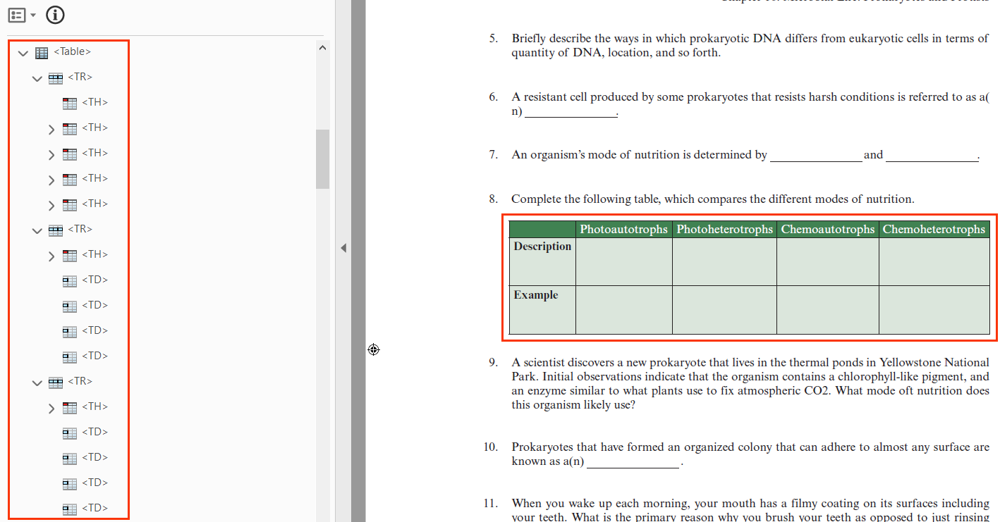 <Table>
<TR>
<TH>
<TH>
<TH>
<TH>
<TH>
<TR>
<TH>
<TD>
<TD>
<TD>
<TD>
<TR>
<TH>
<TD>
<TD>
<TD>
<TD>
5. Briefly describe the ways in which prokaryotic DNA differs from eukaryotic cells in terms of
quantity of DNA, location, and so forth.
6. A resistant cell produced by some prokaryotes that resists harsh conditions is referred to as a(
n) ______________.
7. An organism’s mode of nutrition is determined by ______________ and ______________.
8. Complete the following table, which compares the different modes of nutrition.
Photoautotrophs Photoheterotrophs Chemoautotrophs Chemoheterotrophs
Description
Example
9. A scientist discovers a new prokaryote that lives in the thermal ponds in Yellowstone National
Park. Initial observations indicate that the organism contains a chlorophyll-like pigment, and
an enzyme similar to what plants use to fix atmospheric CO2. What mode oft nutrition does
this organism likely use?
10. Prokaryotes that have formed an organized colony that can adhere to almost any surface are
known as a(n) ______________ .
11. When you wake up each morning, your mouth has a filmy coating on its surfaces including
your teeth. What is the primary reason why you brush your teeth as opposed to just rinsing